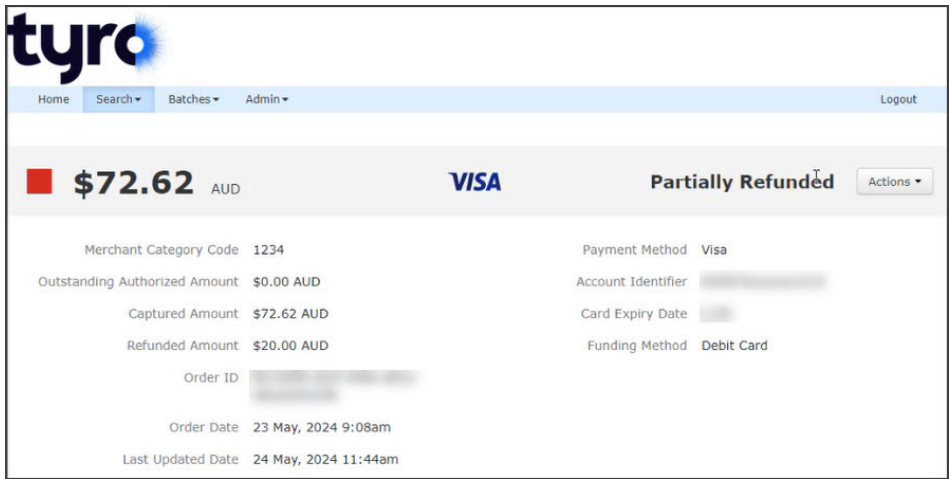 tyro
Home Search Batches Admin Logout
$72.62 AUD VISA Partially Refunded Actions
Merchant Category Code 1234 Payment Method Visa
Outstanding Authorized Amount $0.00 AUD Account Identifier
Captured Amount $72.62 AUD Card Expiry Date
Refunded Amount $20.00 AUD Funding Method Debit Card
Order ID
Order Date 23 May, 2024 9:08am
Last Updated Date 24 May, 2024 11:44am